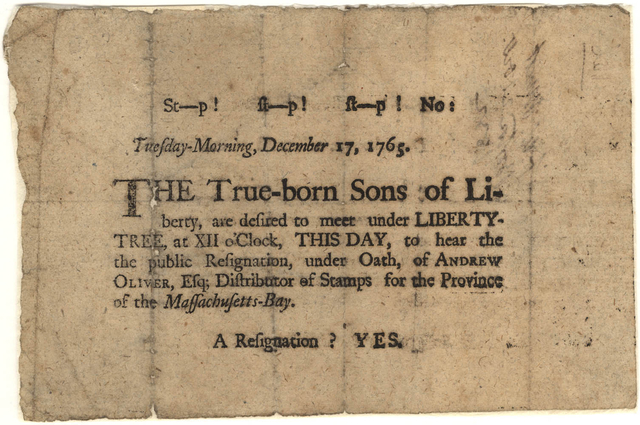 St—p! ſt—p! ſt—p! No:
Tueſday-Morning, December 17, 1765.
THE True-born Sons of Li-
berty, are deſired to meet under LIBERTY-
TREE, at XII o'Clock, THIS DAY, to hear the
the public Reſignation, under Oath, of ANDREW
OLIVER, Eſq; Diſtributor of Stamps for the Province
of the Maſſachuſetts-Bay.
A Reſignation? YES.